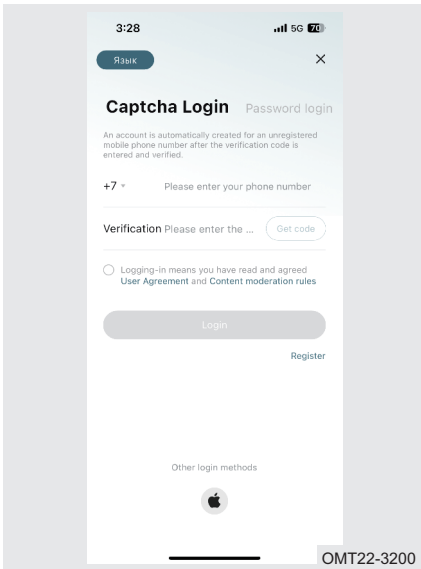 3:28 5G 70
Язык
Captcha Login Password login
An account is automatically created for an unregistered
mobile phone number after the verification code is
entered and verified.
+7 Please enter your phone number
Verification Please enter the ... Get code
Logging-in means you have read and agreed
User Agreement and Content moderation rules
Login
Register
Other login methods
OMT22-3200